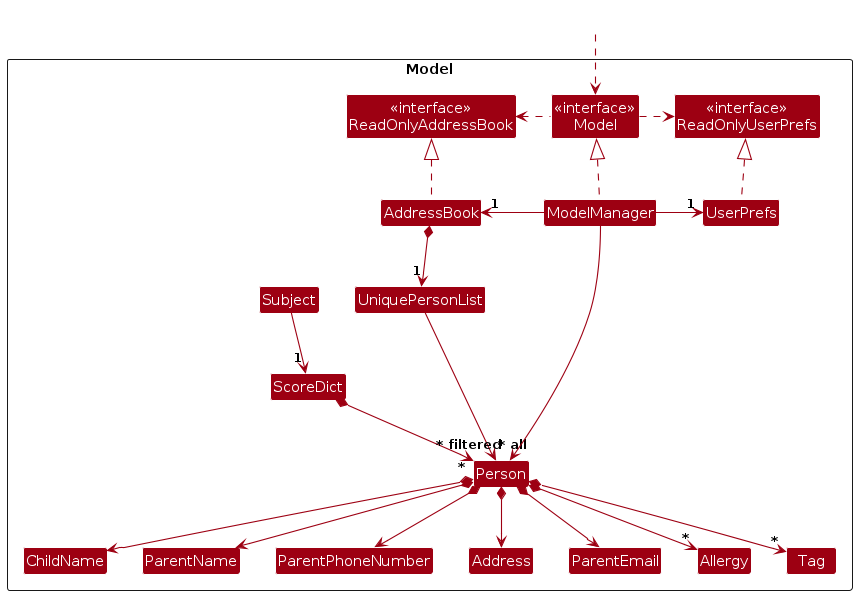 Model
«interface»
ReadOnlyAddressBook
«interface»
Model
«interface»
ReadOnlyUserPrefs
AddressBook
1
ModelManager
1
UserPrefs
1
Subject
UniquePersonList
1
ScoreDict
* filtered
* all
*
Person
*
*
ChildName
ParentName
ParentPhoneNumber
Address
ParentEmail
Allergy
Tag